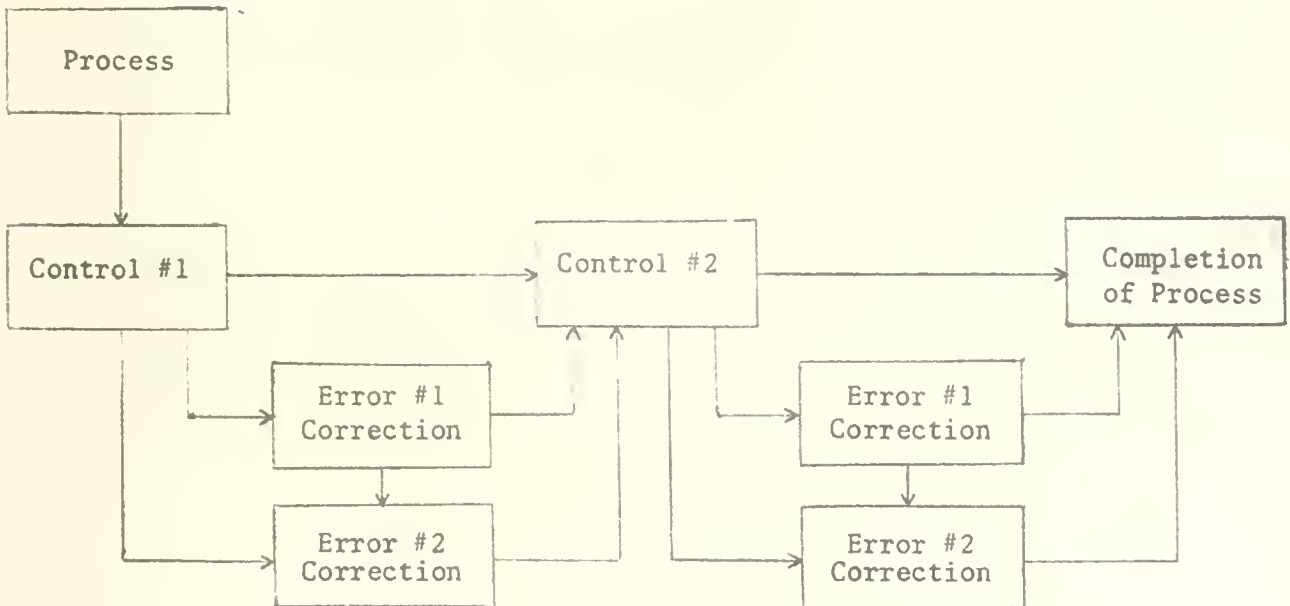 Process
Control #1
Control #2
Completion
of Process
Error #1
Correction
Error #1
Correction
Error #2
Correction
Error #2
Correction